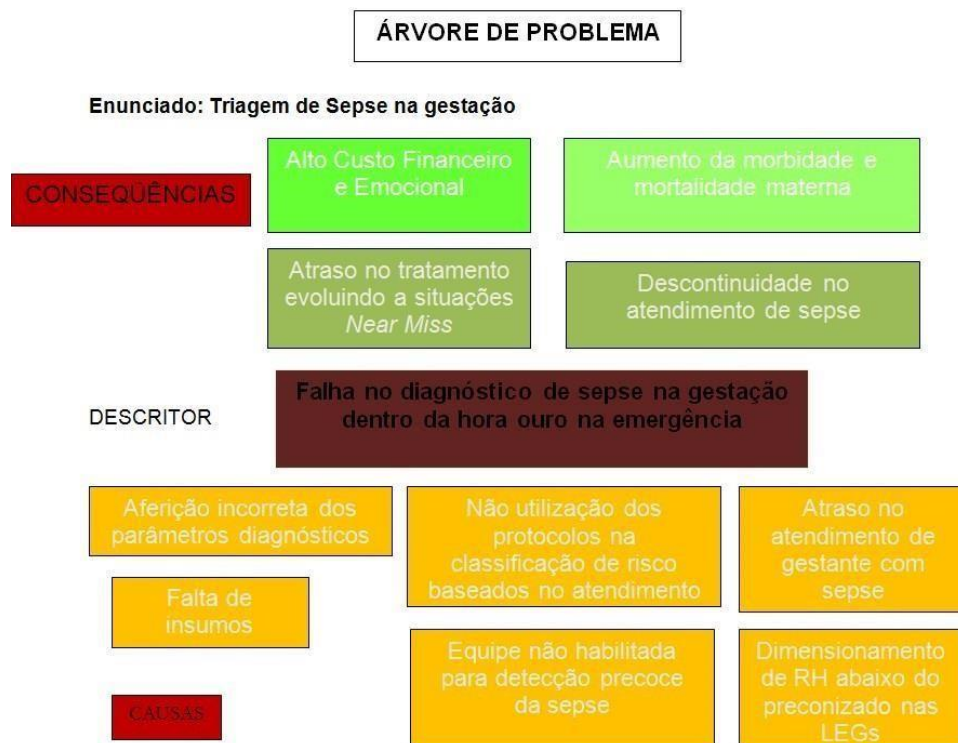 ÁRVORE DE PROBLEMA
Enunciado: Triagem de Sepse na gestação
CONSEQÜÊNCIAS
Alto Custo Financeiro
e Emocional
Aumento da morbidade e
mortalidade materna
Atraso no tratamento
evoluindo a situações
Near Miss
Descontinuidade no
atendimento de sepse
DESCRITOR
Falha no diagnóstico de sepse na gestação
dentro da hora ouro na emergência
Aferição incorreta dos
parâmetros diagnósticos
Não utilização dos
protocolos na
classificação de risco
baseados no atendimento
Atraso no
atendimento de
gestante com
sepse
Falta de
insumos
Equipe não habilitada
para detecção precoce
da sepse
Dimensionamento
de RH abaixo do
preconizado nas
LEGs
CAUSAS